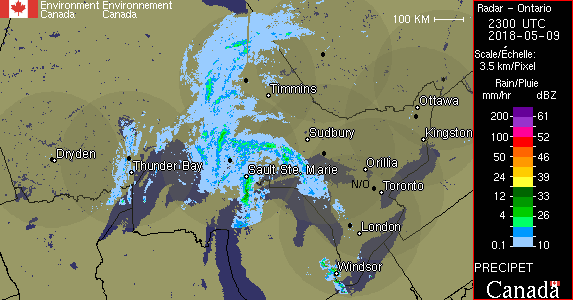 Environment Environnement
Canada Canada
100 KM
Timmins
Ottawa
Sudbury
Kingston
Dryden
Thunder Bay
Sault Ste. Marie
Orillia
N/O
Toronto
London
Windsor
Radar - Ontario
2300 UTC
2018-05-09
Scale/Échelle:
3.5 km/Pixel
Rain/Pluie
mm/hr dBZ
200 61
100 52
50 46
24 39
12 33
4 26
0.1 10
PRECIPET
Canada